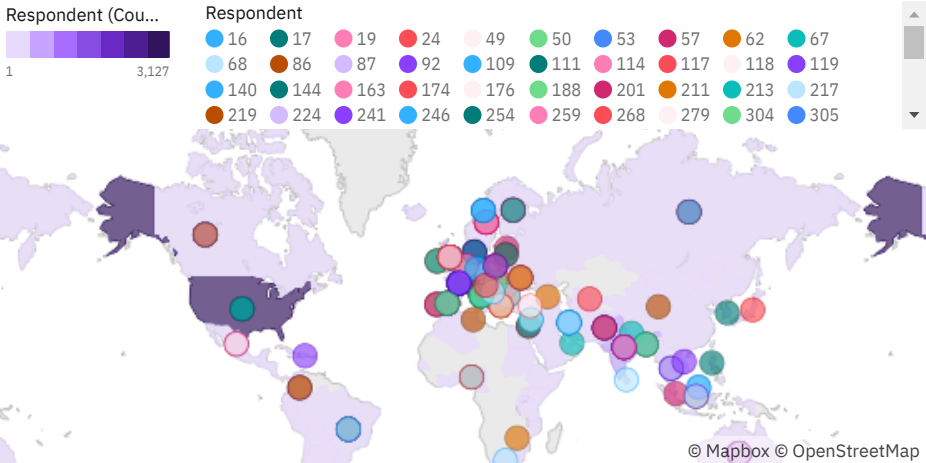 Respondent (Cou...
1 3,127
Respondent
16 17 19 24 49 50 53 57 62 67
68 86 87 92 109 111 114 117 118 119
140 144 163 174 176 188 201 211 213 217
219 224 241 246 254 259 268 279 304 305
© Mapbox © OpenStreetMap